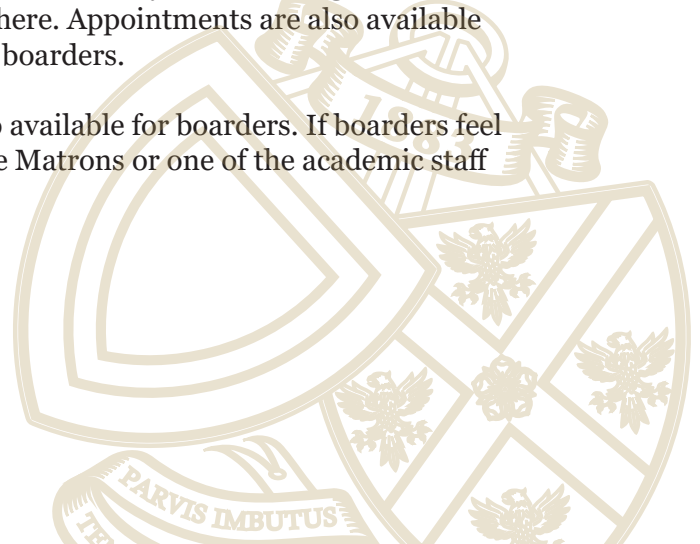 here. Appointments are also available
boarders.
available for boarders. If boarders feel
Matrons or one of the academic staff
1883
PARVIS IMBUTUS